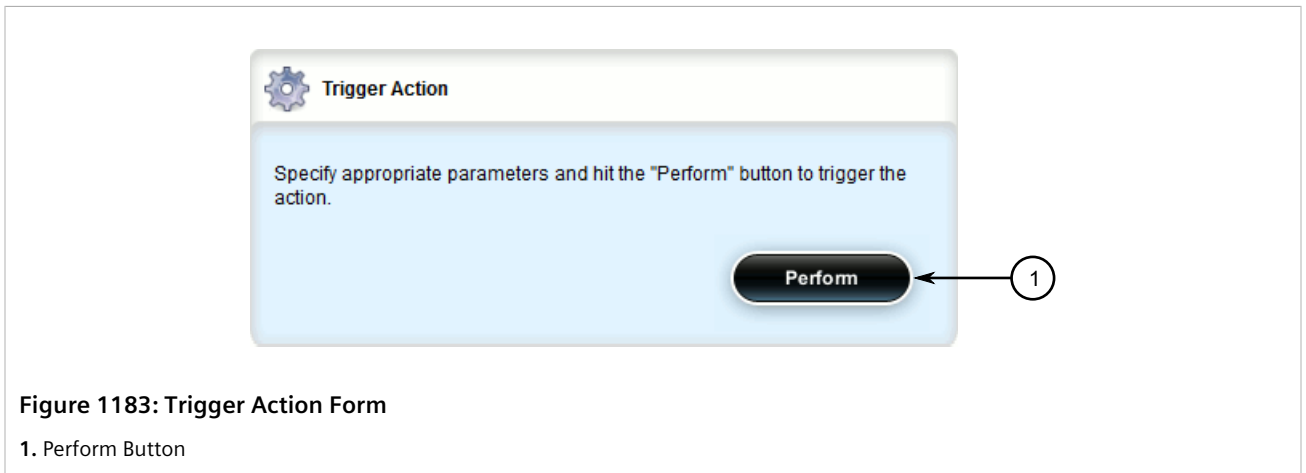 Trigger Action
Specify appropriate parameters and hit the "Perform" button to trigger the
action.
Perform
1
Figure 1183: Trigger Action Form
1. Perform Button